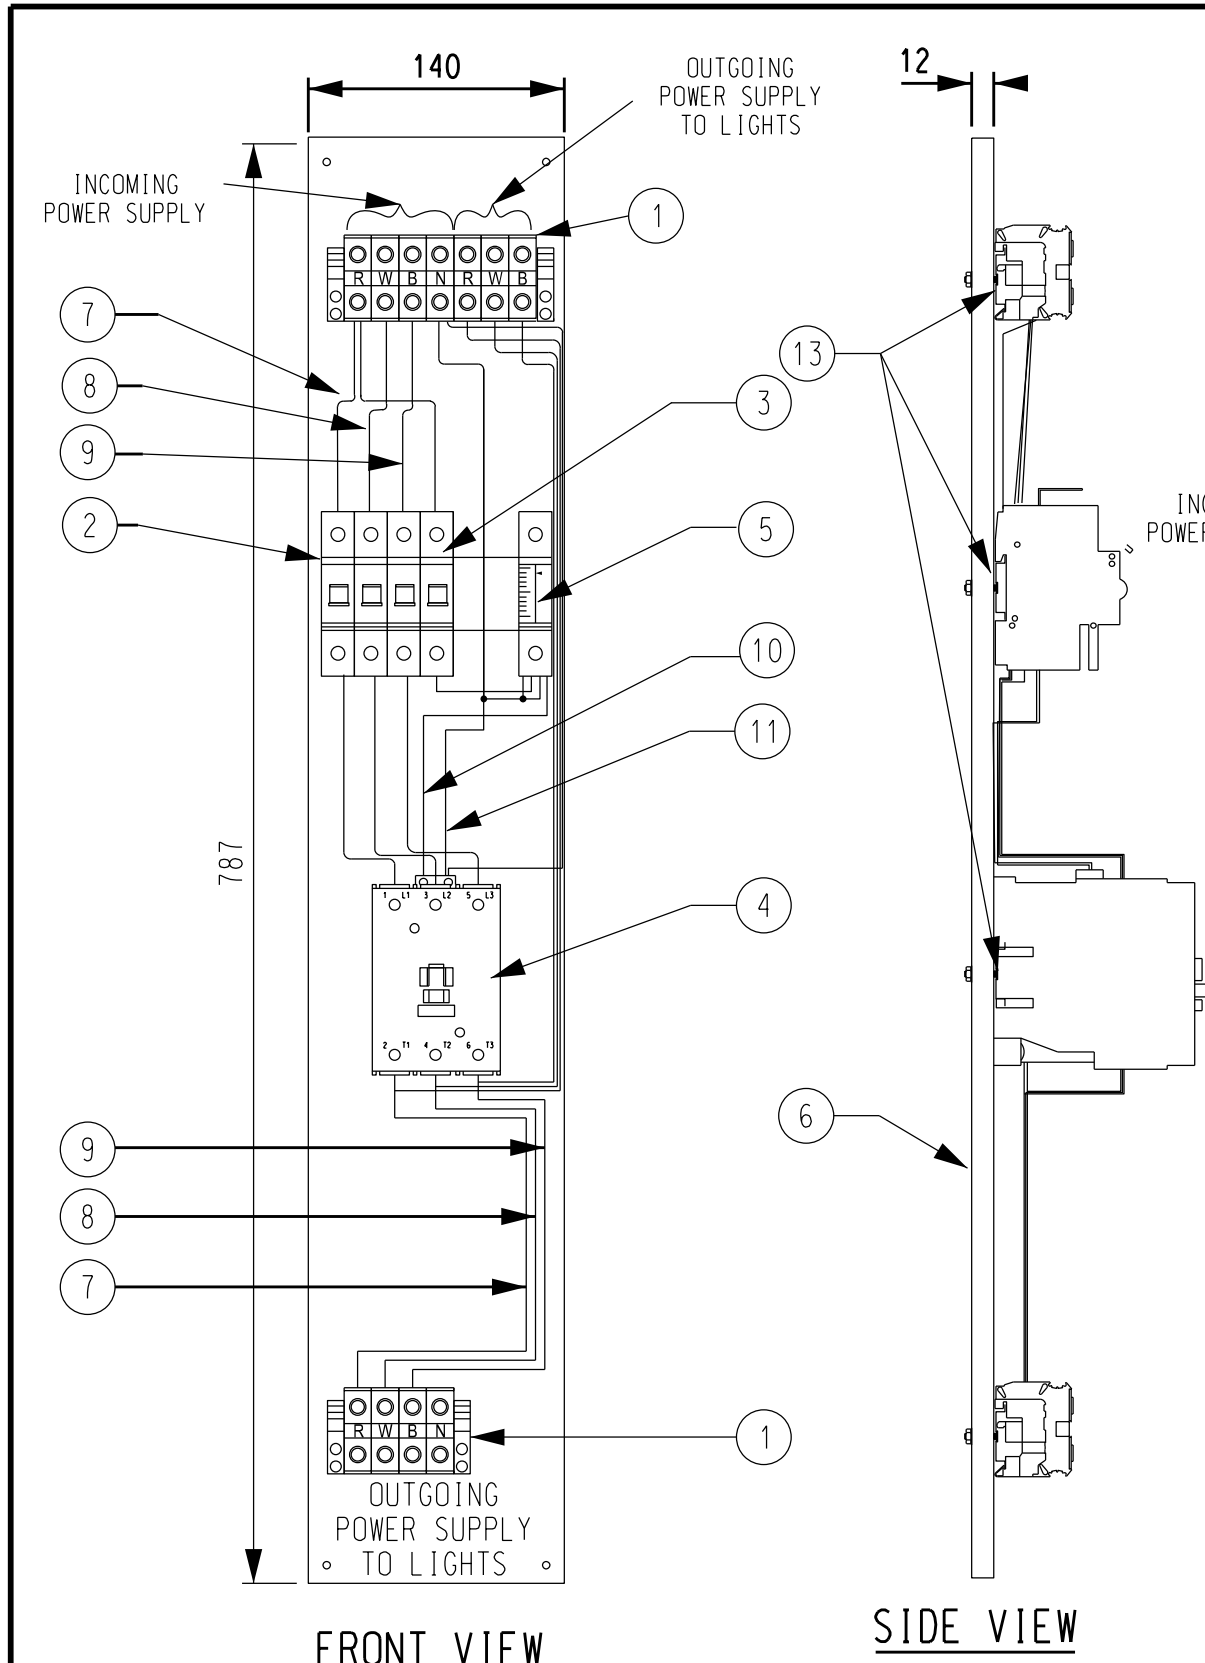 140
12
OUTGOING
POWER SUPPLY
TO LIGHTS
INCOMING
POWER SUPPLY
1
R W B N R W B
7
13
8
3
9
2
5
10
11
787
1 L1 3 L2 5 L3
4
2 T1 4 T2 6 T3
6
9
8
7
R W B N
1
OUTGOING
POWER SUPPLY
TO LIGHTS
FRONT VIEW
SIDE VIEW